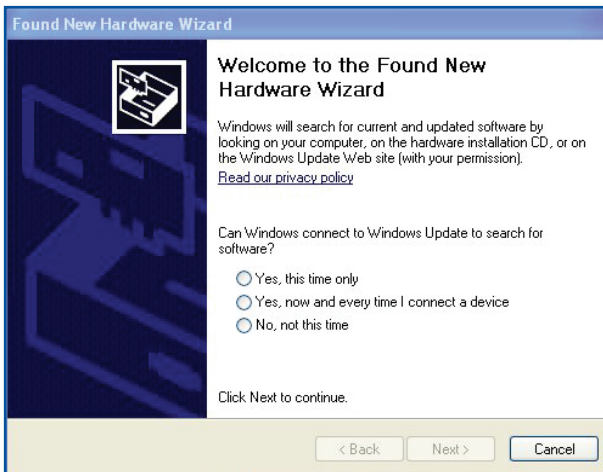 Found New Hardware Wizard
Welcome to the Found New
Hardware Wizard
Windows will search for current and updated software by
looking on your computer, on the hardware installation CD, or on
the Windows Update Web site (with your permission).
Read our privacy policy
Can Windows connect to Windows Update to search for
software?
Yes, this time only
Yes, now and every time I connect a device
No, not this time
Click Next to continue.
< Back Next > Cancel